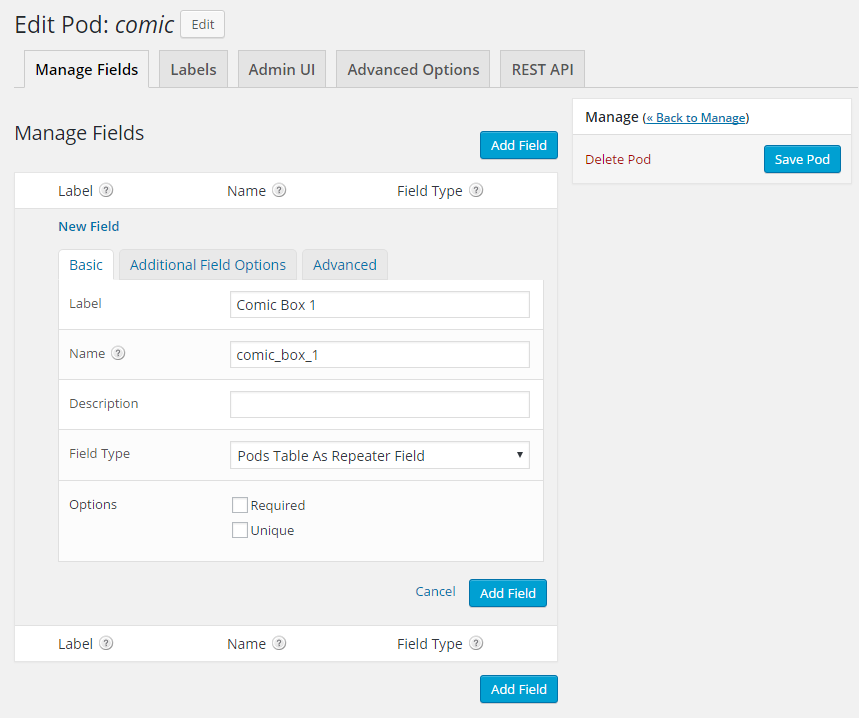 Edit Pod: comic Edit
Manage Fields Labels Admin UI Advanced Options REST API
Manage (« Back to Manage)
Delete Pod Save Pod
Manage Fields Add Field
Label ? Name ? Field Type ?
New Field
Basic Additional Field Options Advanced
Label Comic Box 1
Name ? comic_box_1
Description
Field Type Pods Table As Repeater Field
Options Required
Unique
Cancel Add Field
Label ? Name ? Field Type ?
Add Field